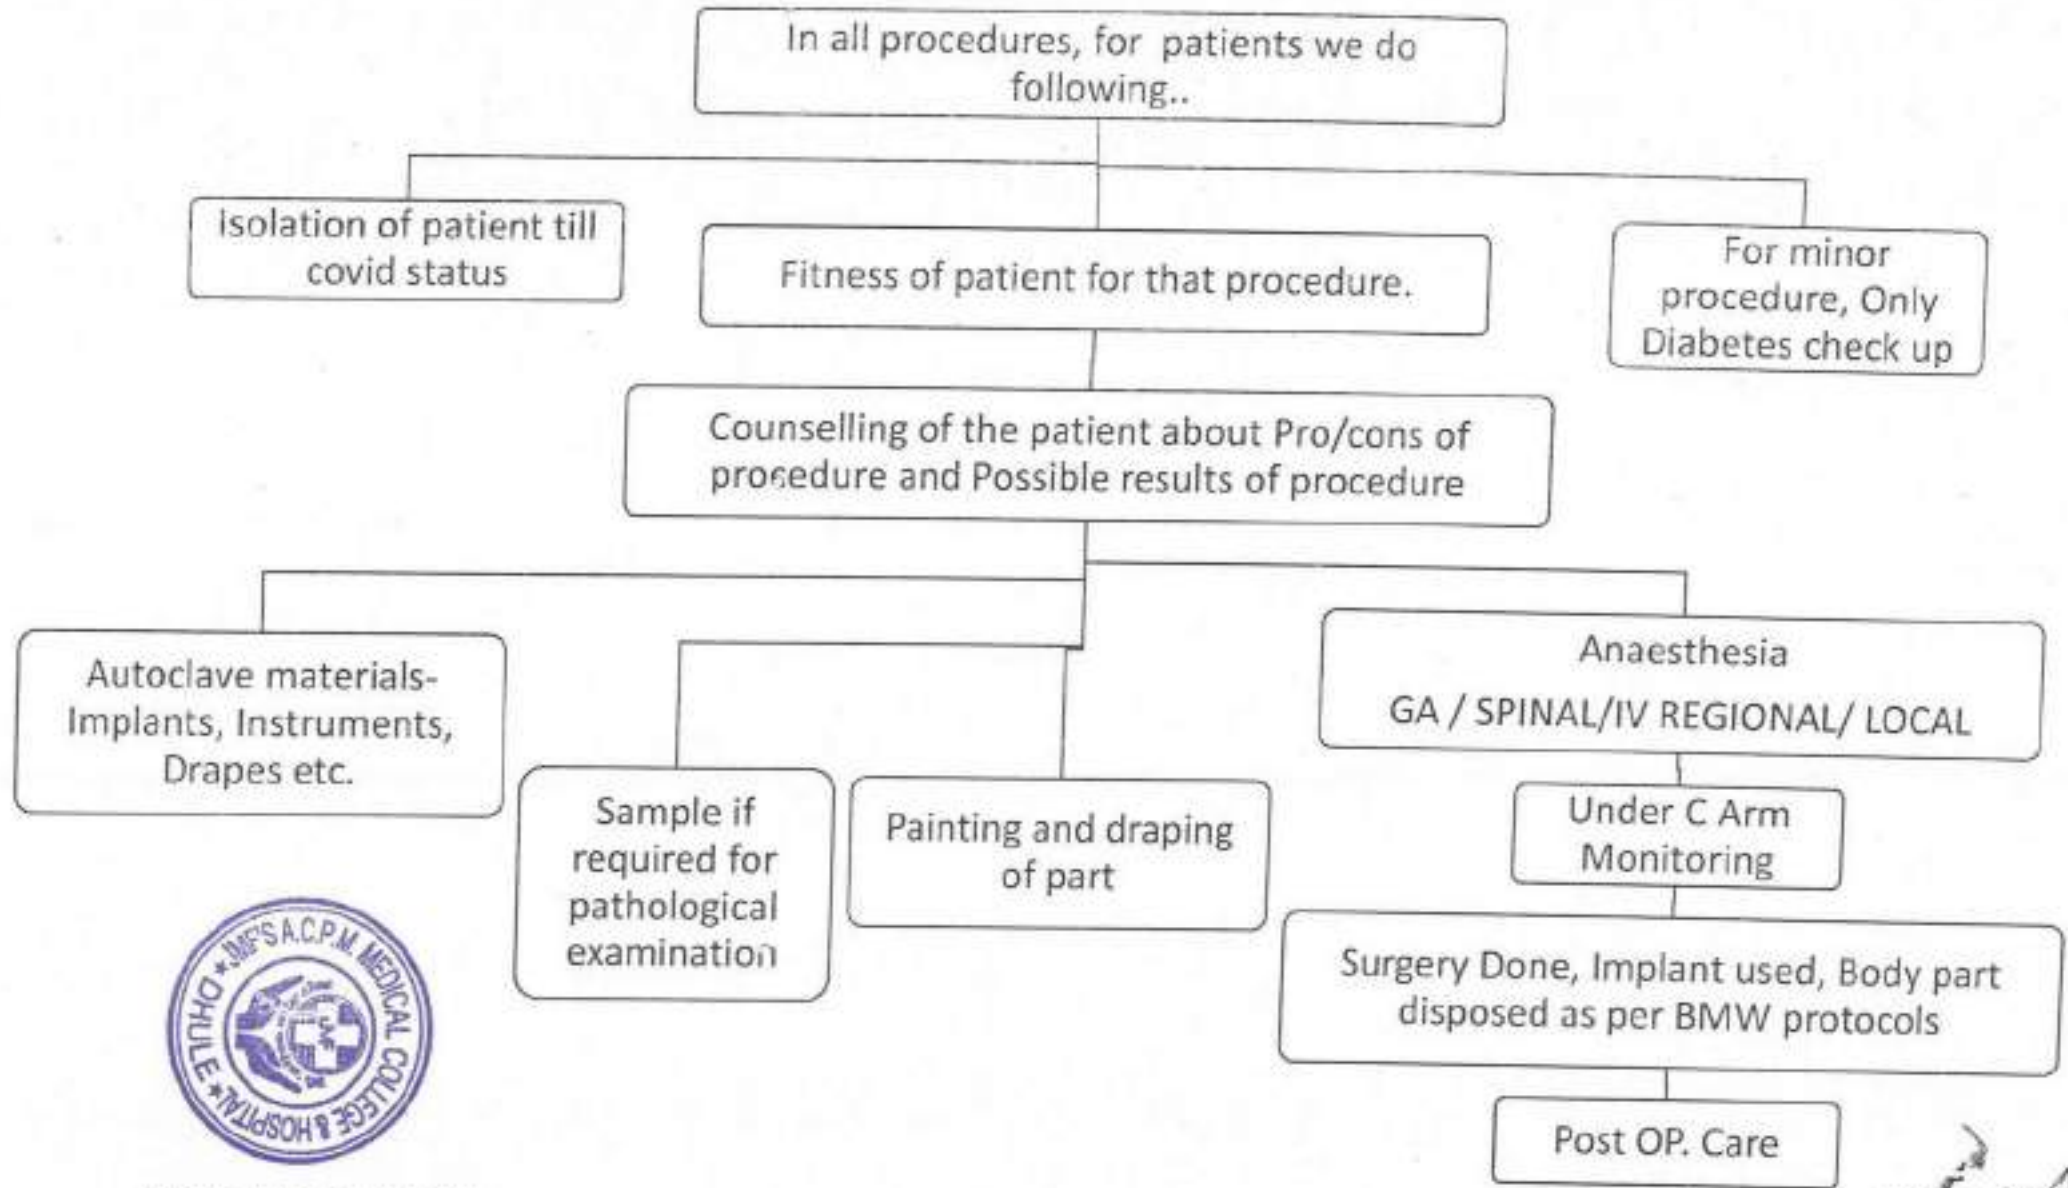 In all procedures, for patients we do
following..
isolation of patient till
covid status
Fitness of patient for that procedure.
For minor
procedure, Only
Diabetes check up
Counselling of the patient about Pro/cons of
procedure and Possible results of procedure
Autoclave materials-
Implants, Instruments,
Drapes etc.
Sample if
required for
pathological
examination
Painting and draping
of part
Anaesthesia
GA / SPINAL/IV REGIONAL/ LOCAL
Under C Arm
Monitoring
Surgery Done, Implant used, Body part
disposed as per BMW protocols
Post OP. Care
JMF'S A.C.P.M. MEDICAL COLLEGE & HOSPITAL
DHULE